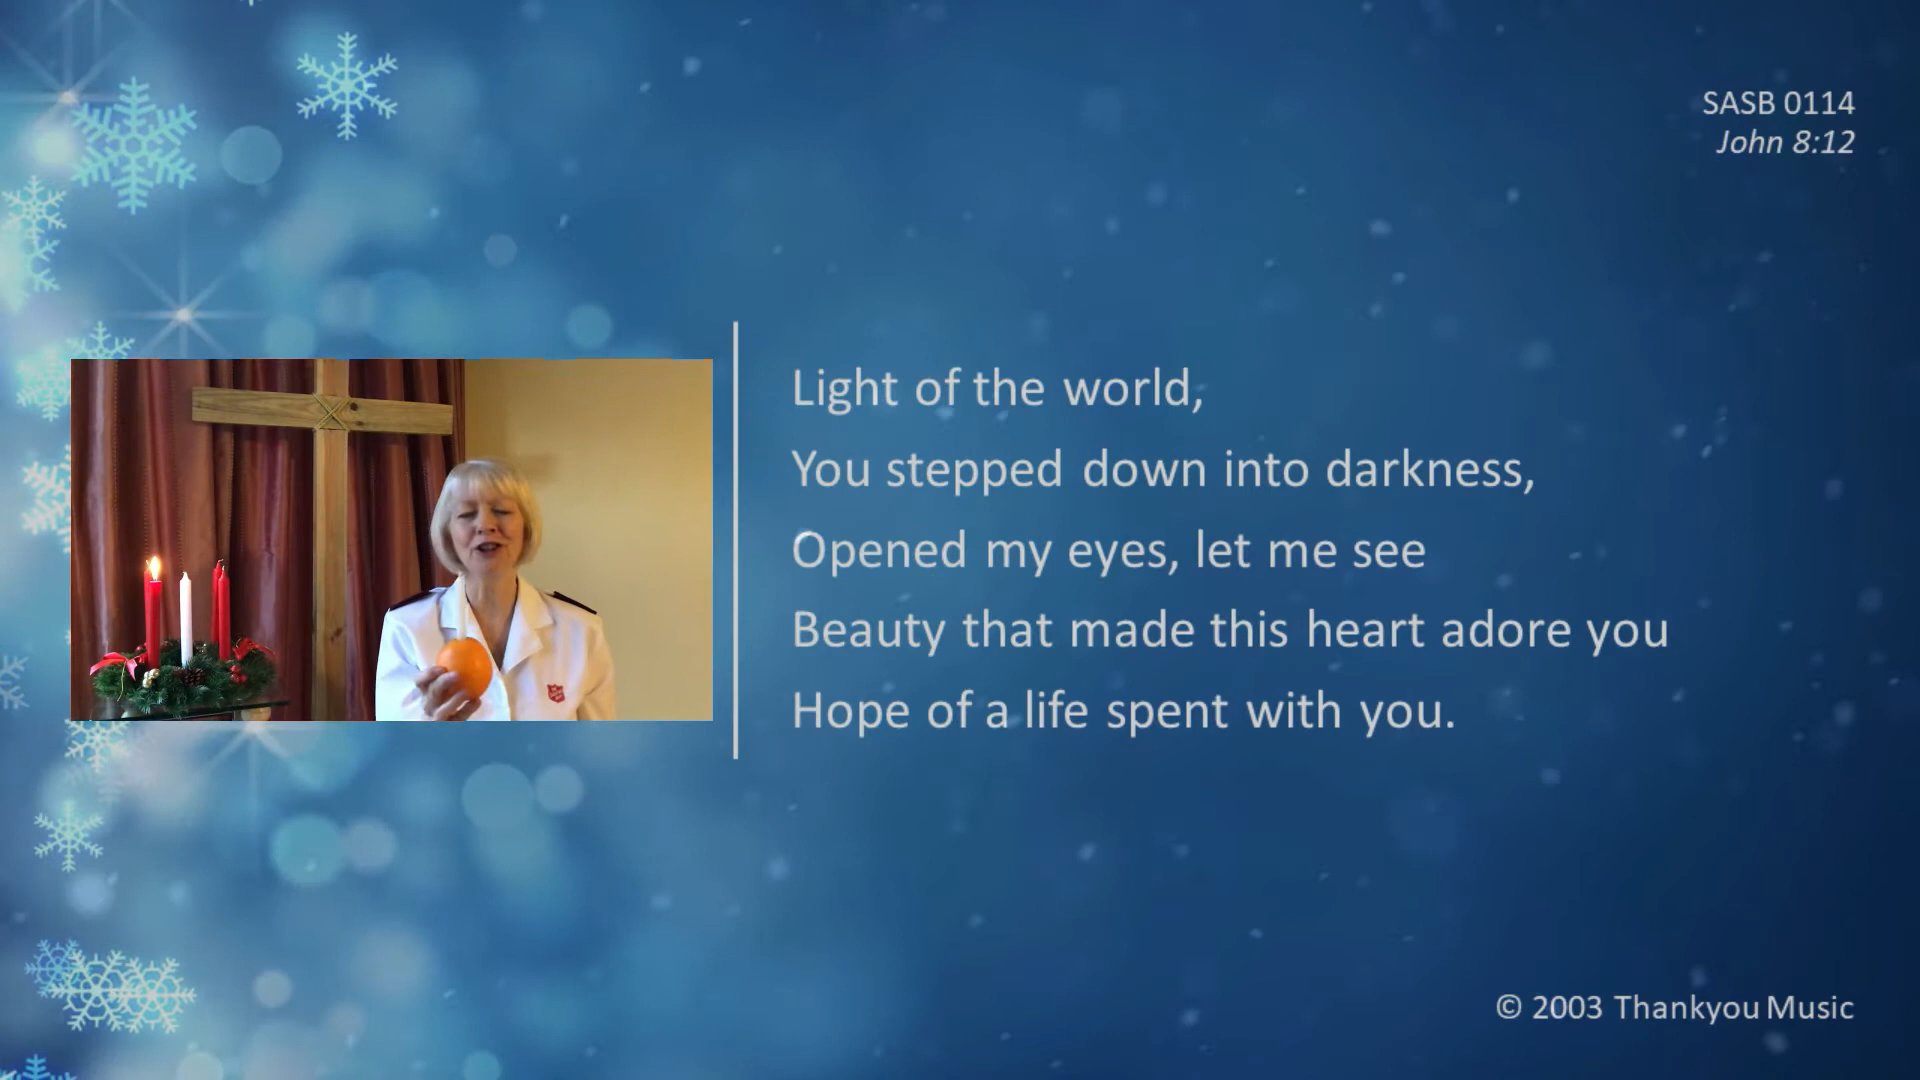 SASB 0114
John 8:12
Light of the world,
You stepped down into darkness,
Opened my eyes, let me see
Beauty that made this heart adore you
Hope of a life spent with you.
© 2003 Thankyou Music